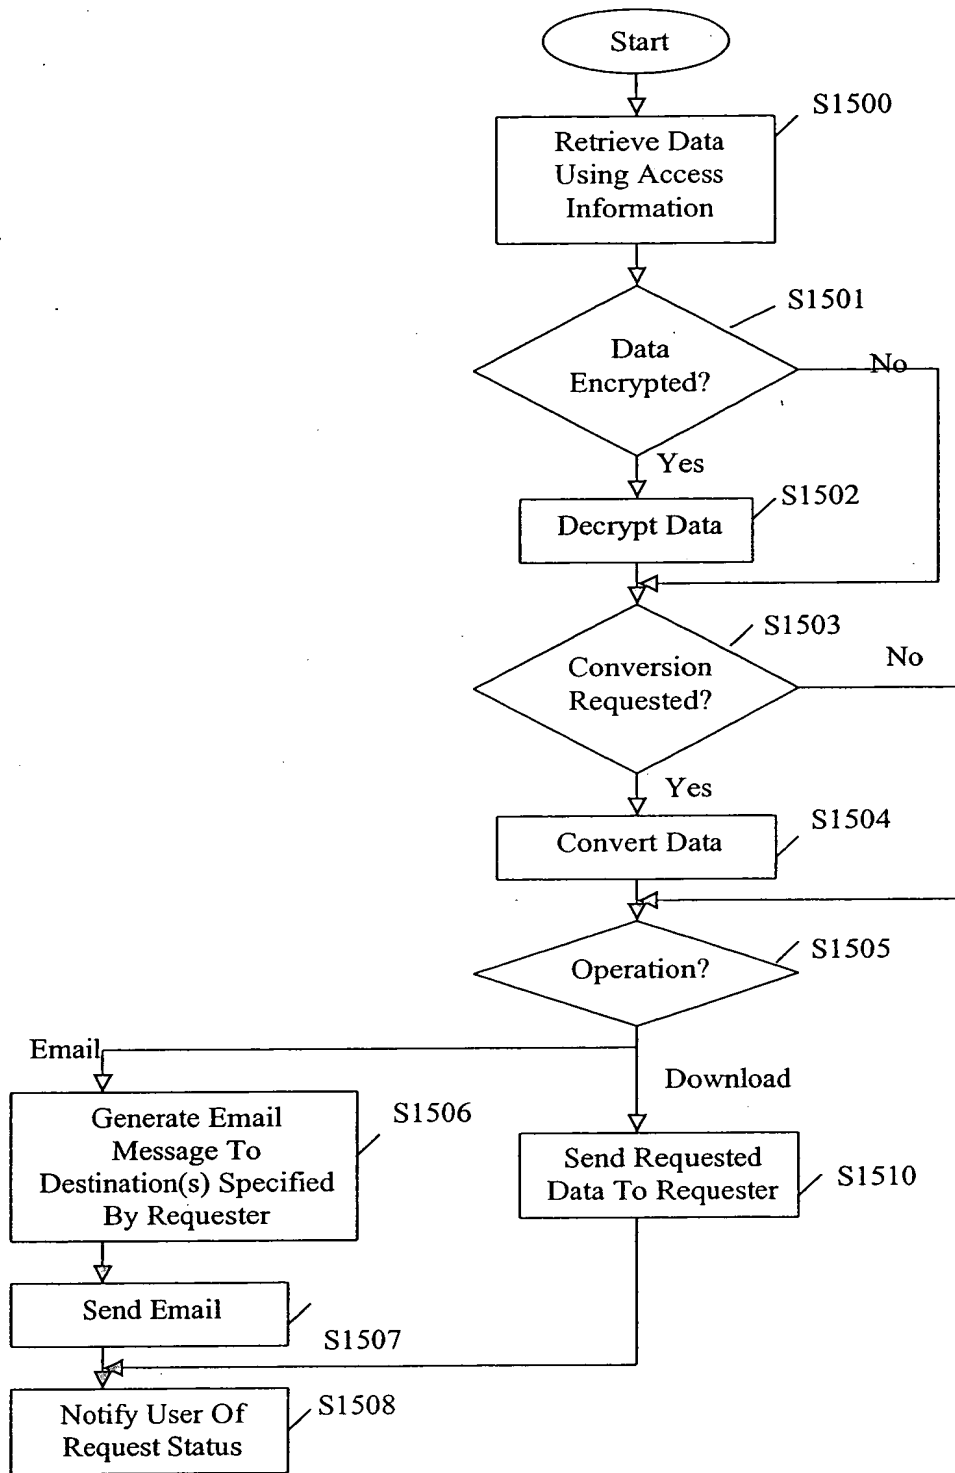 Start
S1500
Retrieve Data
Using Access
Information
S1501
Data
Encrypted?
No
Yes
S1502
Decrypt Data
S1503
Conversion
Requested?
No
Yes
S1504
Convert Data
S1505
Operation?
Email
Download
Generate Email
Message To
Destination(s) Specified
By Requester
S1506
Send Requested
Data To Requester
S1510
Send Email
S1507
Notify User Of
Request Status
S1508